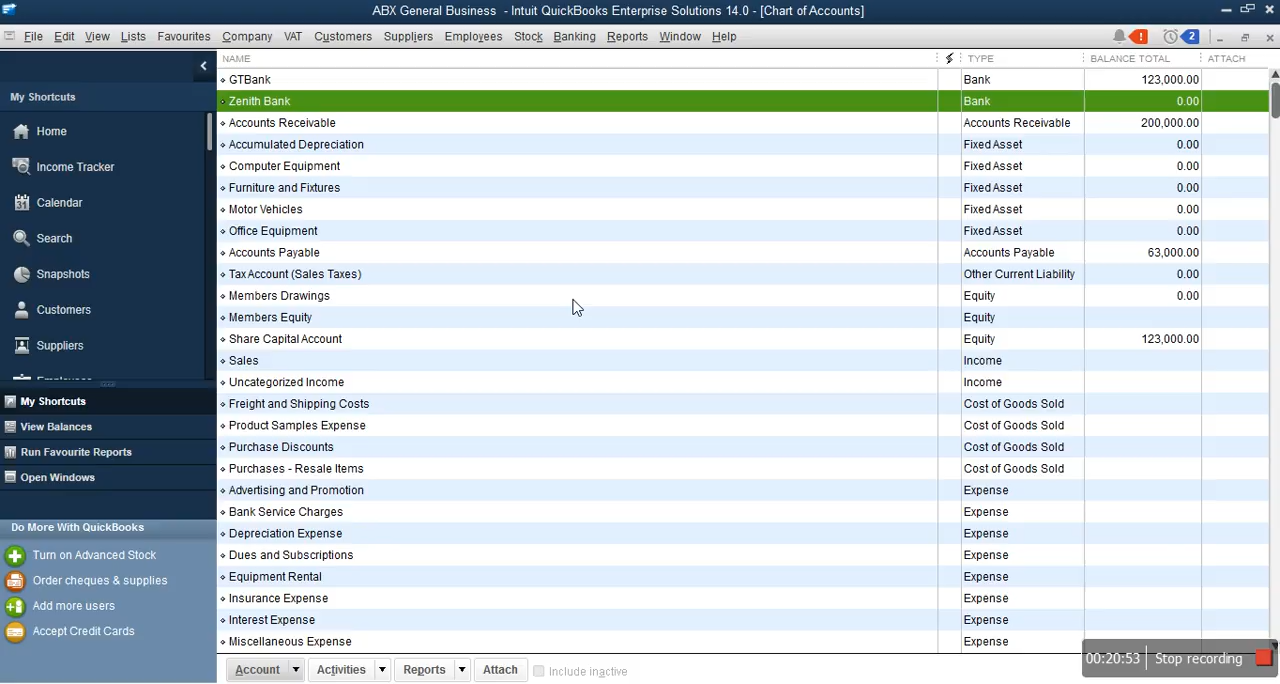 ABX General Business - Intuit QuickBooks Enterprise Solutions 14.0 - [Chart of Accounts]
File Edit View Lists Favourites Company VAT Customers Suppliers Employees Stock Banking Reports Window Help ! 2
NAME TYPE BALANCE TOTAL ATTACH
My Shortcuts
Home
Income Tracker
31 Calendar
Search
Snapshots
Customers
Suppliers
Employees
My Shortcuts
View Balances
Run Favourite Reports
Open Windows
Do More With QuickBooks
Turn on Advanced Stock
Order cheques & supplies
Add more users
Accept Credit Cards
GTBank Bank 123,000.00
Zenith Bank Bank 0.00
Accounts Receivable Accounts Receivable 200,000.00
Accumulated Depreciation Fixed Asset 0.00
Computer Equipment Fixed Asset 0.00
Furniture and Fixtures Fixed Asset 0.00
Motor Vehicles Fixed Asset 0.00
Office Equipment Fixed Asset 0.00
Accounts Payable Accounts Payable 63,000.00
Tax Account (Sales Taxes) Other Current Liability 0.00
Members Drawings Equity 0.00
Members Equity Equity
Share Capital Account Equity 123,000.00
Sales Income
Uncategorized Income Income
Freight and Shipping Costs Cost of Goods Sold
Product Samples Expense Cost of Goods Sold
Purchase Discounts Cost of Goods Sold
Purchases - Resale Items Cost of Goods Sold
Advertising and Promotion Expense
Bank Service Charges Expense
Depreciation Expense Expense
Dues and Subscriptions Expense
Equipment Rental Expense
Insurance Expense Expense
Interest Expense Expense
Miscellaneous Expense Expense
Account Activities Reports Attach Include inactive
00:20:53 Stop recording